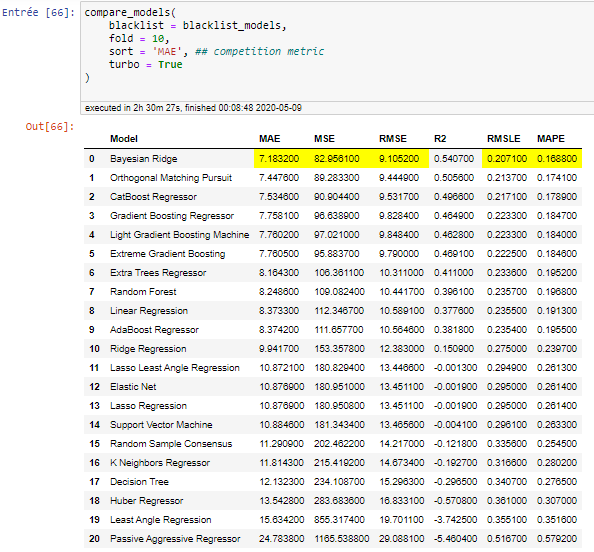 Entrée [66]: compare_models(
blacklist = blacklist_models,
fold = 10,
sort = 'MAE', ## competition metric
turbo = True
)
executed in 2h 30m 27s, finished 00:08:48 2020-05-09
Out[66]:
Model MAE MSE RMSE R2 RMSLE MAPE
0 Bayesian Ridge 7.183200 82.956100 9.105200 0.540700 0.207100 0.168800
1 Orthogonal Matching Pursuit 7.447600 89.283300 9.444900 0.505600 0.213700 0.174100
2 CatBoost Regressor 7.534600 90.904400 9.531700 0.496600 0.217100 0.178900
3 Gradient Boosting Regressor 7.758100 96.638900 9.828400 0.464900 0.223300 0.184700
4 Light Gradient Boosting Machine 7.760200 97.021000 9.848400 0.462800 0.223300 0.184000
5 Extreme Gradient Boosting 7.760500 95.883700 9.790000 0.469100 0.222500 0.184600
6 Extra Trees Regressor 8.164300 106.361100 10.311000 0.411000 0.233600 0.195200
7 Random Forest 8.248600 109.082400 10.441700 0.396100 0.235700 0.196800
8 Linear Regression 8.373300 112.346700 10.589100 0.377600 0.235500 0.191300
9 AdaBoost Regressor 8.374200 111.657700 10.564600 0.381800 0.235400 0.195500
10 Ridge Regression 9.941700 153.357800 12.383000 0.150900 0.275000 0.239700
11 Lasso Least Angle Regression 10.872100 180.829400 13.446600 -0.001300 0.294900 0.261300
12 Elastic Net 10.876900 180.951000 13.451100 -0.001900 0.295000 0.261400
13 Lasso Regression 10.876900 180.950800 13.451100 -0.001900 0.295000 0.261400
14 Support Vector Machine 10.884600 181.343400 13.465600 -0.004100 0.296100 0.263300
15 Random Sample Consensus 11.290900 202.462200 14.217000 -0.121800 0.335600 0.254500
16 K Neighbors Regressor 11.814300 215.419200 14.673400 -0.192700 0.316600 0.280200
17 Decision Tree 12.132300 234.108700 15.296300 -0.296500 0.340700 0.276500
18 Huber Regressor 13.542800 283.683600 16.833100 -0.570800 0.361000 0.307000
19 Least Angle Regression 15.634200 855.317400 19.701100 -3.742500 0.355100 0.351600
20 Passive Aggressive Regressor 24.783800 1165.538800 29.088100 -5.460400 0.516700 0.579200